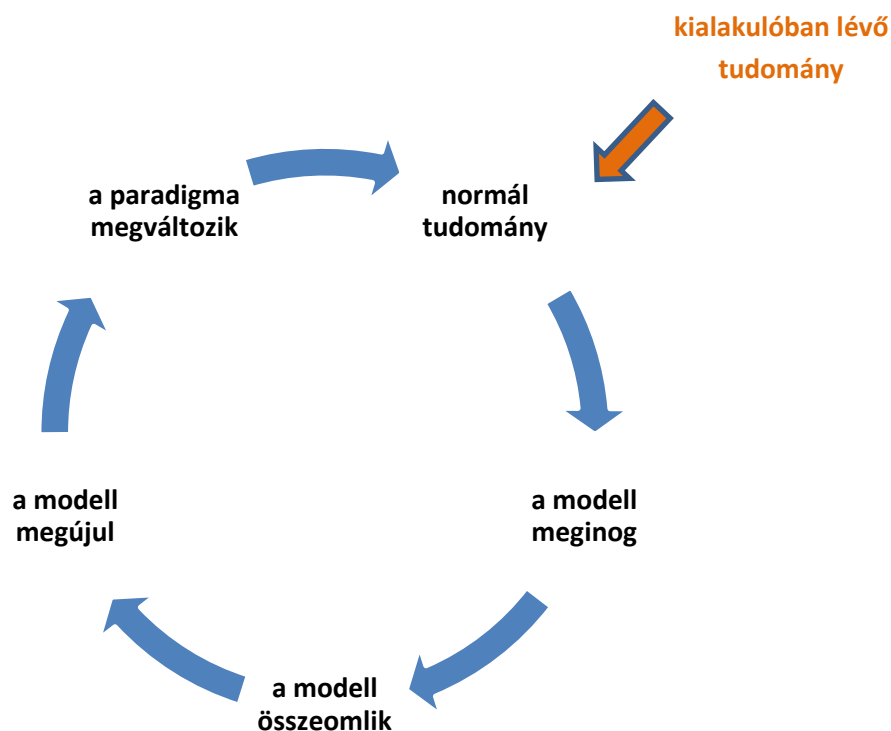 kialakulóban lévő
tudomány
a paradigma
megváltozik
normál
tudomány
a modell
megújul
a modell
meginog
a modell
összeomlik